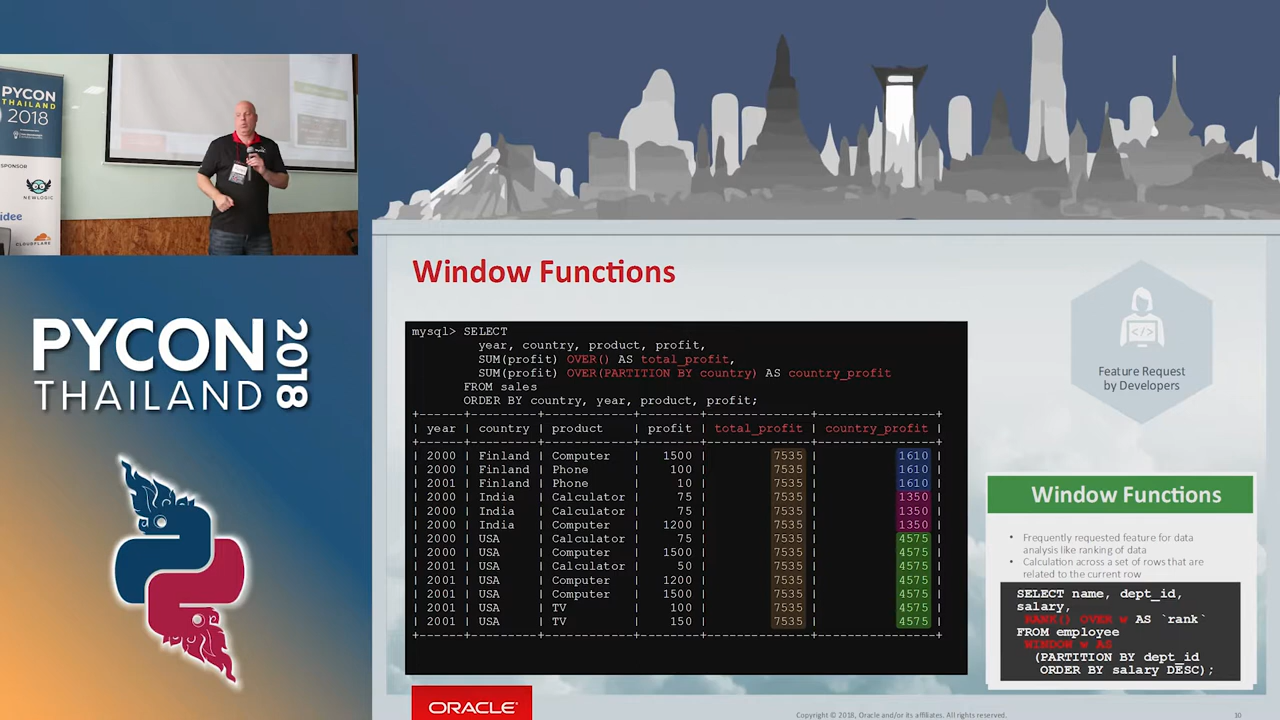 PYCON
THAILAND
2018
SPONSOR
NEWLOGIC
idee
CLOUDFLARE
PYCON
THAILAND
2018
Window Functions
mysql> SELECT
year, country, product, profit,
SUM(profit) OVER() AS total_profit,
SUM(profit) OVER(PARTITION BY country) AS country_profit
FROM sales
ORDER BY country, year, product, profit;
+------+---------+------------+--------+--------------+----------------+
| year | country | product | profit | total_profit | country_profit |
+------+---------+------------+--------+--------------+----------------+
| 2000 | Finland | Computer | 1500 | 7535 | 1610 |
| 2000 | Finland | Phone | 100 | 7535 | 1610 |
| 2001 | Finland | Phone | 10 | 7535 | 1610 |
| 2000 | India | Calculator | 75 | 7535 | 1350 |
| 2000 | India | Calculator | 75 | 7535 | 1350 |
| 2000 | India | Computer | 1200 | 7535 | 1350 |
| 2000 | USA | Calculator | 75 | 7535 | 4575 |
| 2000 | USA | Computer | 1500 | 7535 | 4575 |
| 2001 | USA | Calculator | 50 | 7535 | 4575 |
| 2001 | USA | Computer | 1200 | 7535 | 4575 |
| 2001 | USA | Computer | 1500 | 7535 | 4575 |
| 2001 | USA | TV | 100 | 7535 | 4575 |
| 2001 | USA | TV | 150 | 7535 | 4575 |
+------+---------+------------+--------+--------------+----------------+
</>
Feature Request
by Developers
Window Functions
• Frequently requested feature for data
analysis like ranking of data
• Calculation across a set of rows that are
related to the current row
SELECT name, dept_id,
salary,
RANK() OVER w AS `rank`
FROM employee
WINDOW w AS
(PARTITION BY dept_id
ORDER BY salary DESC);
ORACLE
Copyright © 2018, Oracle and/or its affiliates. All rights reserved.
10